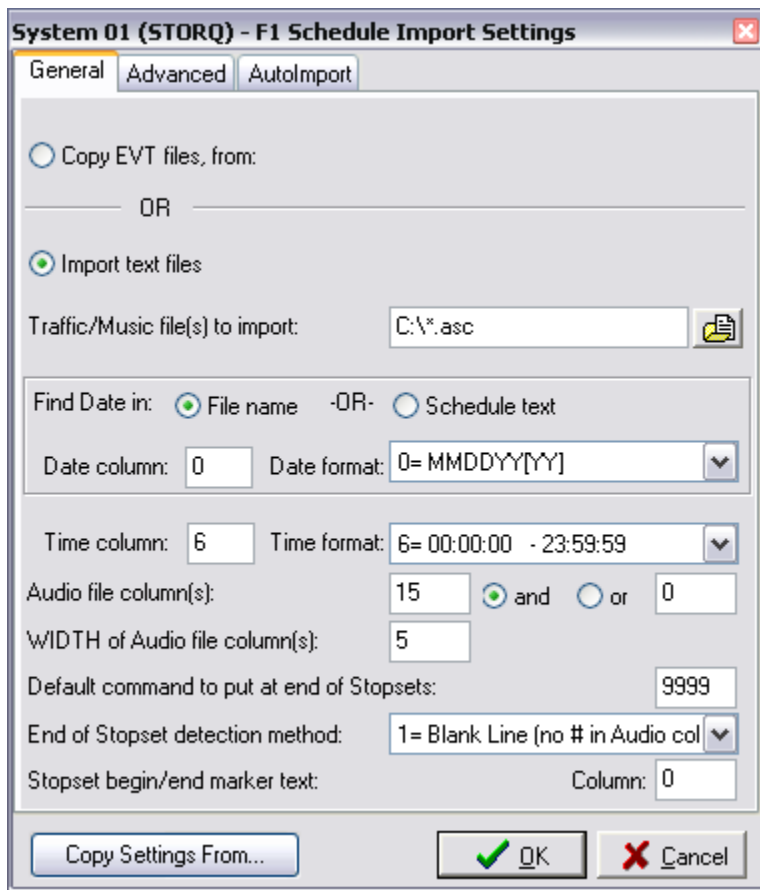 System 01 (STORQ) - F1 Schedule Import Settings
General Advanced AutoImport
Copy EVT files, from:
OR
Import text files
Traffic/Music file(s) to import: C:\*.asc
Find Date in: File name -OR- Schedule text
Date column: 0 Date format: 0= MMDDYY[YY]
Time column: 6 Time format: 6= 00:00:00 - 23:59:59
Audio file column(s): 15 and or 0
WIDTH of Audio file column(s): 5
Default command to put at end of Stopsets: 9999
End of Stopset detection method: 1= Blank Line (no # in Audio col
Stopset begin/end marker text: Column: 0
Copy Settings From... OK Cancel